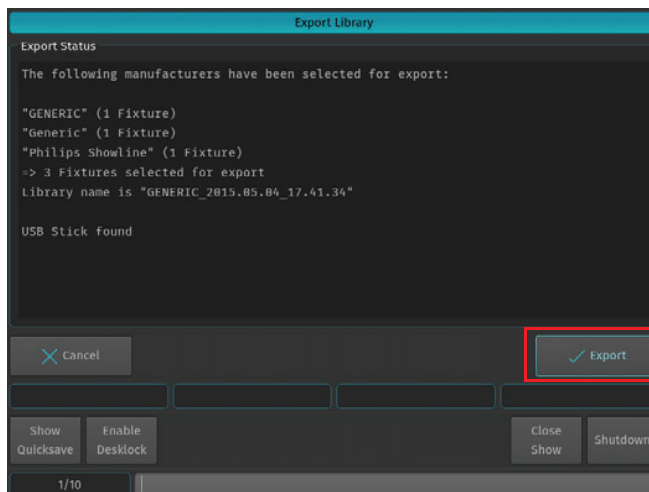 Export Library
Export Status
The following manufacturers have been selected for export:
"GENERIC" (1 Fixture)
"Generic" (1 Fixture)
"Philips Showline" (1 Fixture)
=> 3 Fixtures selected for export
Library name is "GENERIC_2015.05.04_17.41.34"
USB Stick found
Cancel
Export
Show
Quicksave
Enable
Desklock
Close
Show
Shutdown
1/10